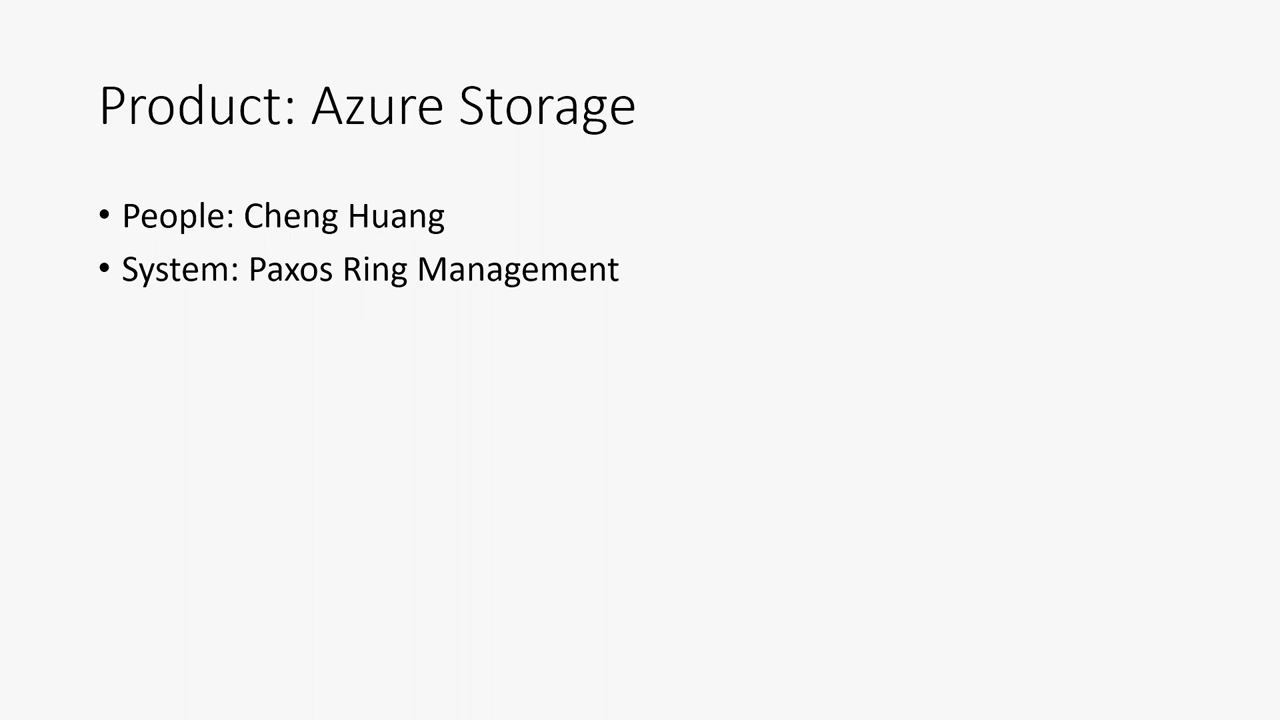 Product: Azure Storage
• People: Cheng Huang
• System: Paxos Ring Management